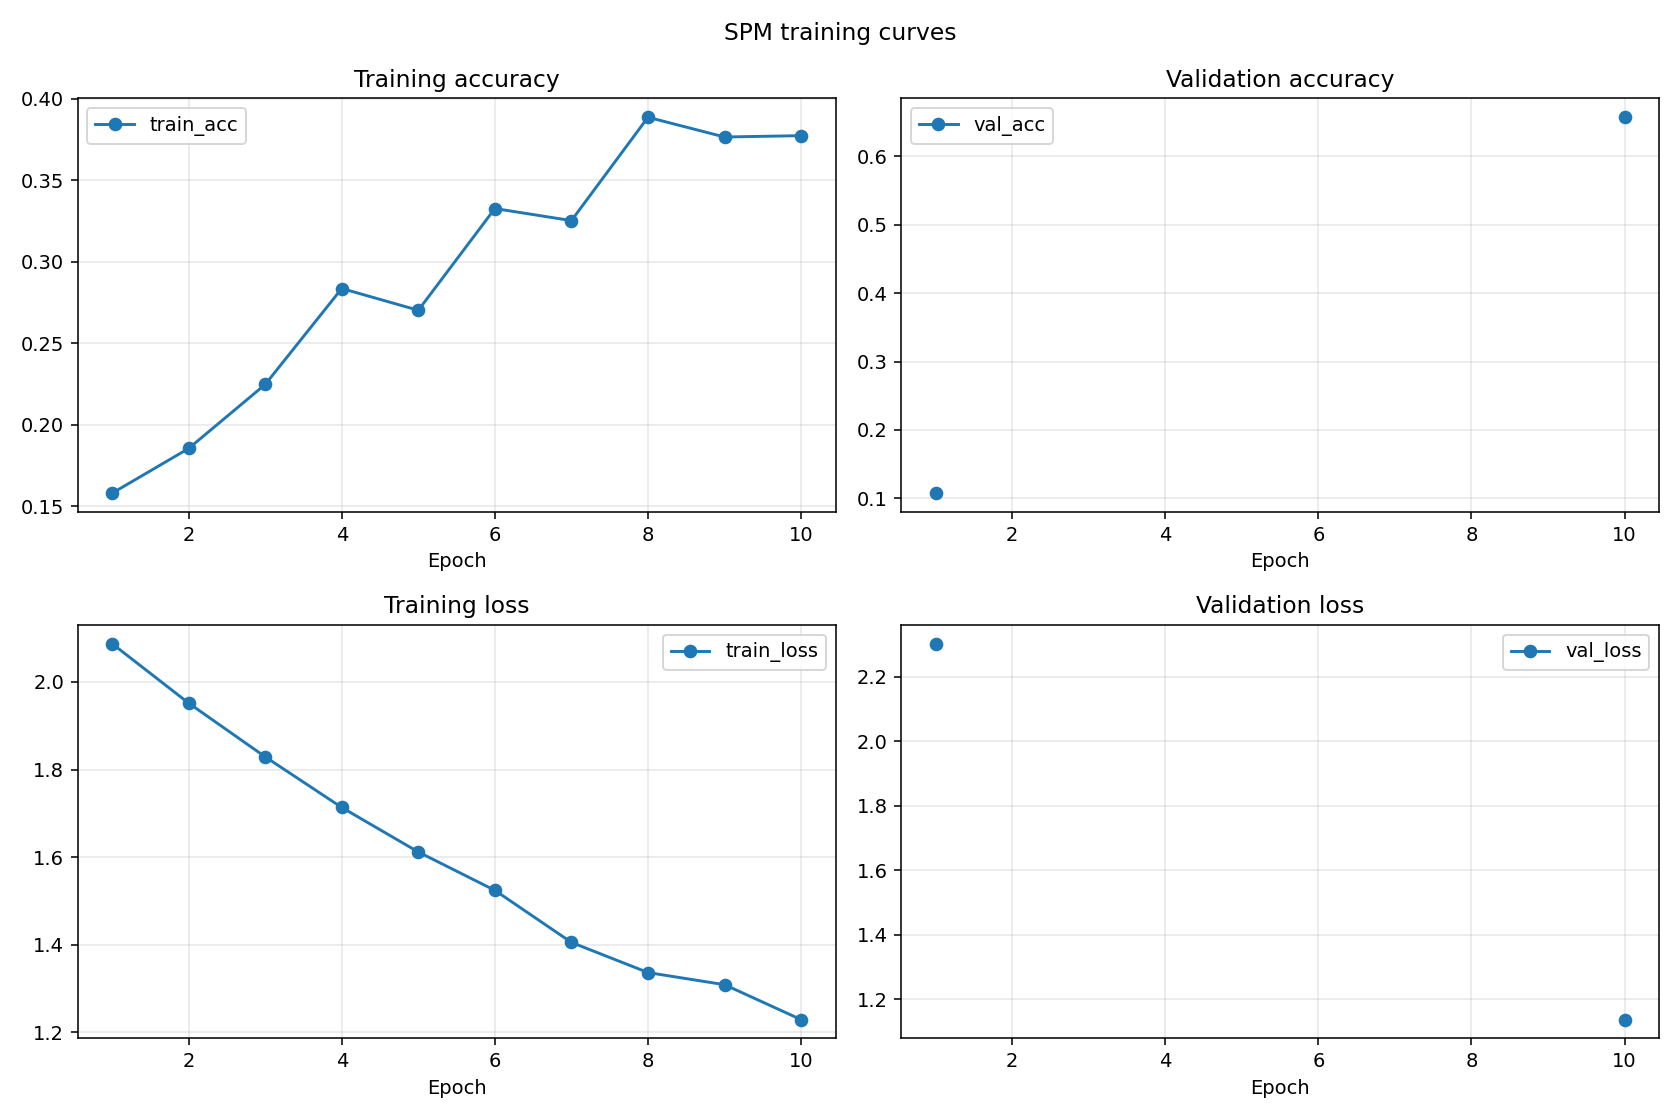 SPM training curves
Training accuracy
0.40
0.35
0.30
0.25
0.20
0.15
train_acc
2 4 6 8 10
Epoch
Validation accuracy
0.6
0.5
0.4
0.3
0.2
0.1
val_acc
2 4 6 8 10
Epoch
Training loss
2.0
1.8
1.6
1.4
1.2
train_loss
2 4 6 8 10
Epoch
Validation loss
2.2
2.0
1.8
1.6
1.4
1.2
val_loss
2 4 6 8 10
Epoch